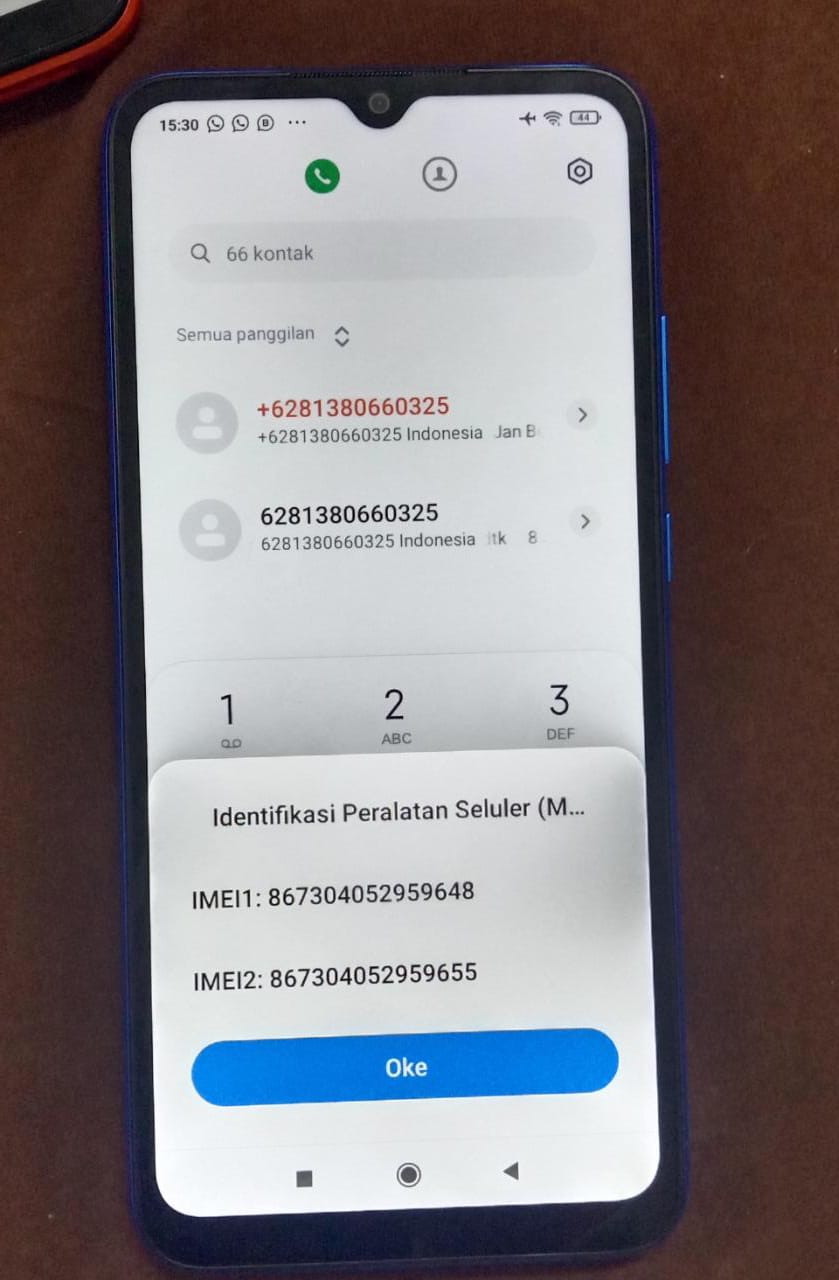 15:30 B ... 44
66 kontak
Semua panggilan
+6281380660325
+6281380660325 Indonesia Jan B
6281380660325
6281380660325 Indonesia 8
1 2 3
ABC DEF
Identifikasi Peralatan Seluler (M...
IMEI1: 867304052959648
IMEI2: 867304052959655
Oke